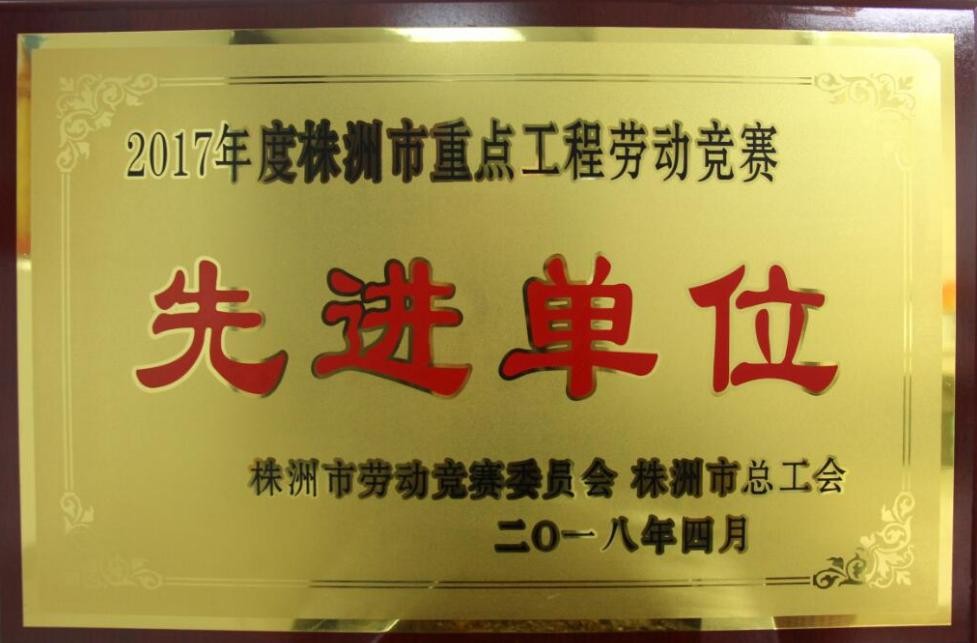 2017年度株洲市重点工程劳动竞赛
先进单位
株洲市劳动竞赛委员会 株洲市总工会
二〇一八年四月